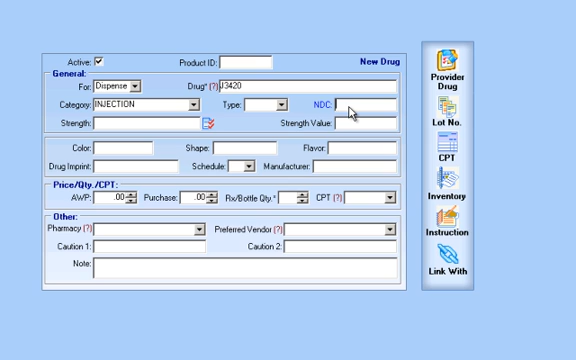 Active: Product ID: New Drug
General:
For: Dispense Drug* (?) J3420
Category: INJECTION Type: NDC:
Strength: Strength Value:
Color: Shape: Flavor:
Drug Imprint: Schedule: Manufacturer:
Price/Qty./CPT:
AWP: .00 Purchase: .00 Rx/Bottle Qty.* CPT (?)
Other:
Pharmacy (?) Preferred Vendor (?)
Caution 1: Caution 2:
Note:
Provider
Drug
Lot No.
CPT
Inventory
Instruction
Link With